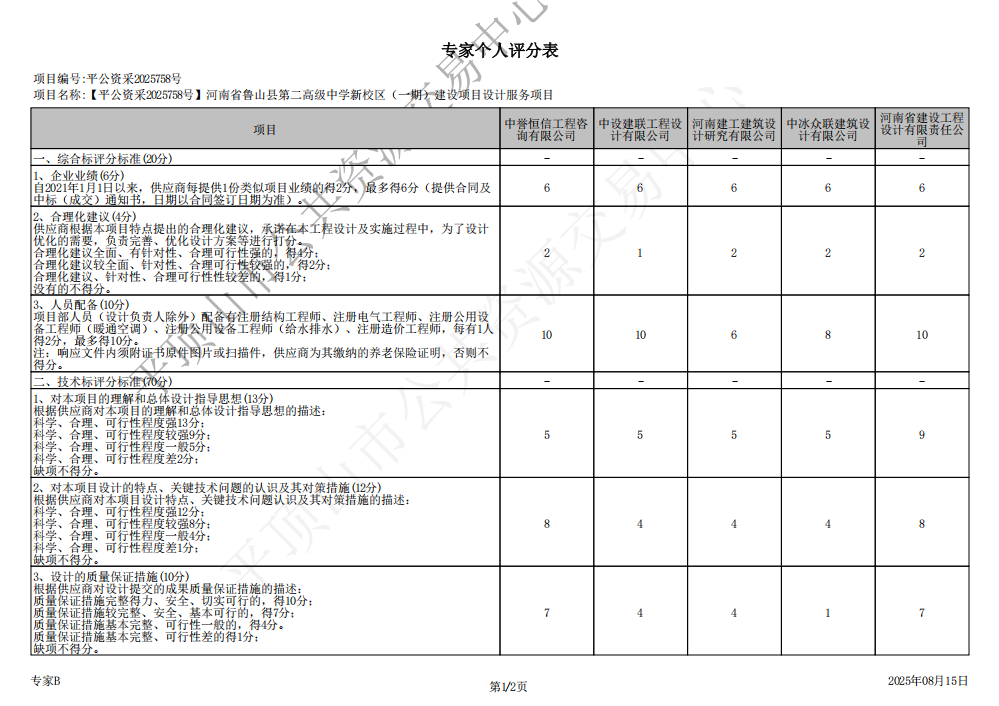 专家个人评分表
项目编号:平公资采2025758号
项目名称:【平公资采2025758号】河南省鲁山县第二高级中学新校区（一期）建设项目设计服务项目
项目
中誉恒信工程咨
询有限公司
中设建联工程设
计有限公司
河南建工建筑设
计研究有限公司
中冰众联建筑设
计有限公司
河南省建设工程
设计有限责任公
司
一、综合标评分标准(20分)
－ － － － －
1、企业业绩(6分)
自2021年1月1日以来，供应商每提供1份类似项目业绩的得2分，最多得6分（提供合同及
中标（成交）通知书，日期以合同签订日期为准）。
6 6 6 6 6
2、合理化建议(4分)
供应商根据本项目特点提出的合理化建议，承诺在本工程设计及实施过程中，为了设计
优化的需要，负责完善、优化设计方案等进行打分。
合理化建议全面、有针对性、合理可行性强的，得4分；
合理化建议较全面、针对性、合理可行性较强的，得2分；
合理化建议、针对性、合理可行性性较差的，得1分；
没有的不得分。
2 1 2 2 2
3、人员配备(10分)
项目部人员（设计负责人除外）配备有注册结构工程师、注册电气工程师、注册公用设
备工程师（暖通空调）、注册公用设备工程师（给水排水）、注册造价工程师，每有1人
得2分，最多得10分。
注：响应文件内须附证书原件图片或扫描件，供应商为其缴纳的养老保险证明，否则不
得分。
10 10 6 8 10
二、技术标评分标准(70分)
－ － － － －
1、对本项目的理解和总体设计指导思想(13分)
根据供应商对本项目的理解和总体设计指导思想的描述：
科学、合理、可行性程度强13分；
科学、合理、可行性程度较强9分；
科学、合理、可行性程度一般5分；
科学、合理、可行性程度差2分；
缺项不得分。
5 5 5 5 9
2、对本项目设计的特点、关键技术问题的认识及其对策措施(12分)
根据供应商对本项目设计特点、关键技术问题认识及其对策措施的描述：
科学、合理、可行性程度强12分；
科学、合理、可行性程度较强8分；
科学、合理、可行性程度一般4分；
科学、合理、可行性程度差1分；
缺项不得分。
8 4 4 4 8
3、设计的质量保证措施(10分)
根据供应商对设计提交的成果质量保证措施的描述：
质量保证措施完整得力、安全、切实可行的，得10分；
质量保证措施较完整、安全、基本可行的，得7分；
质量保证措施基本完整、可行性一般的，得4分。
质量保证措施基本完整、可行性差的得1分；
缺项不得分。
7 4 4 1 7
专家B
第1/2页
2025年08月15日
平顶山市公共资源交易中心
平顶山市公共资源交易中心